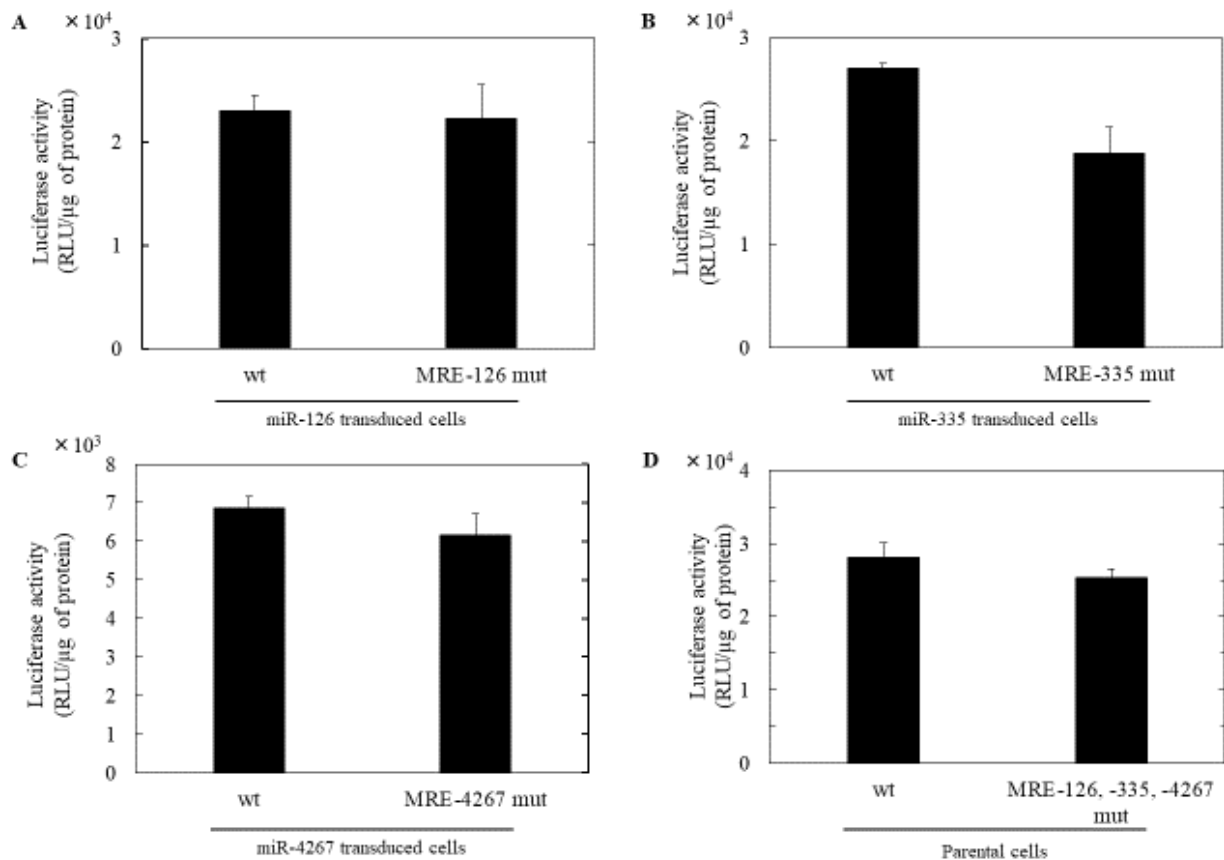 A
× 10⁴
Luciferase activity
(RLU/μg of protein)
3
2
1
0
wt
MRE-126 mut
miR-126 transduced cells
B
× 10⁴
Luciferase activity
(RLU/μg of protein)
3
2
1
0
wt
MRE-335 mut
miR-335 transduced cells
C
× 10³
Luciferase activity
(RLU/μg of protein)
8
7
6
5
4
3
2
1
0
wt
MRE-4267 mut
miR-4267 transduced cells
D
× 10⁴
Luciferase activity
(RLU/μg of protein)
4
3
2
1
0
wt
MRE-126, -335, -4267
mut
Parental cells